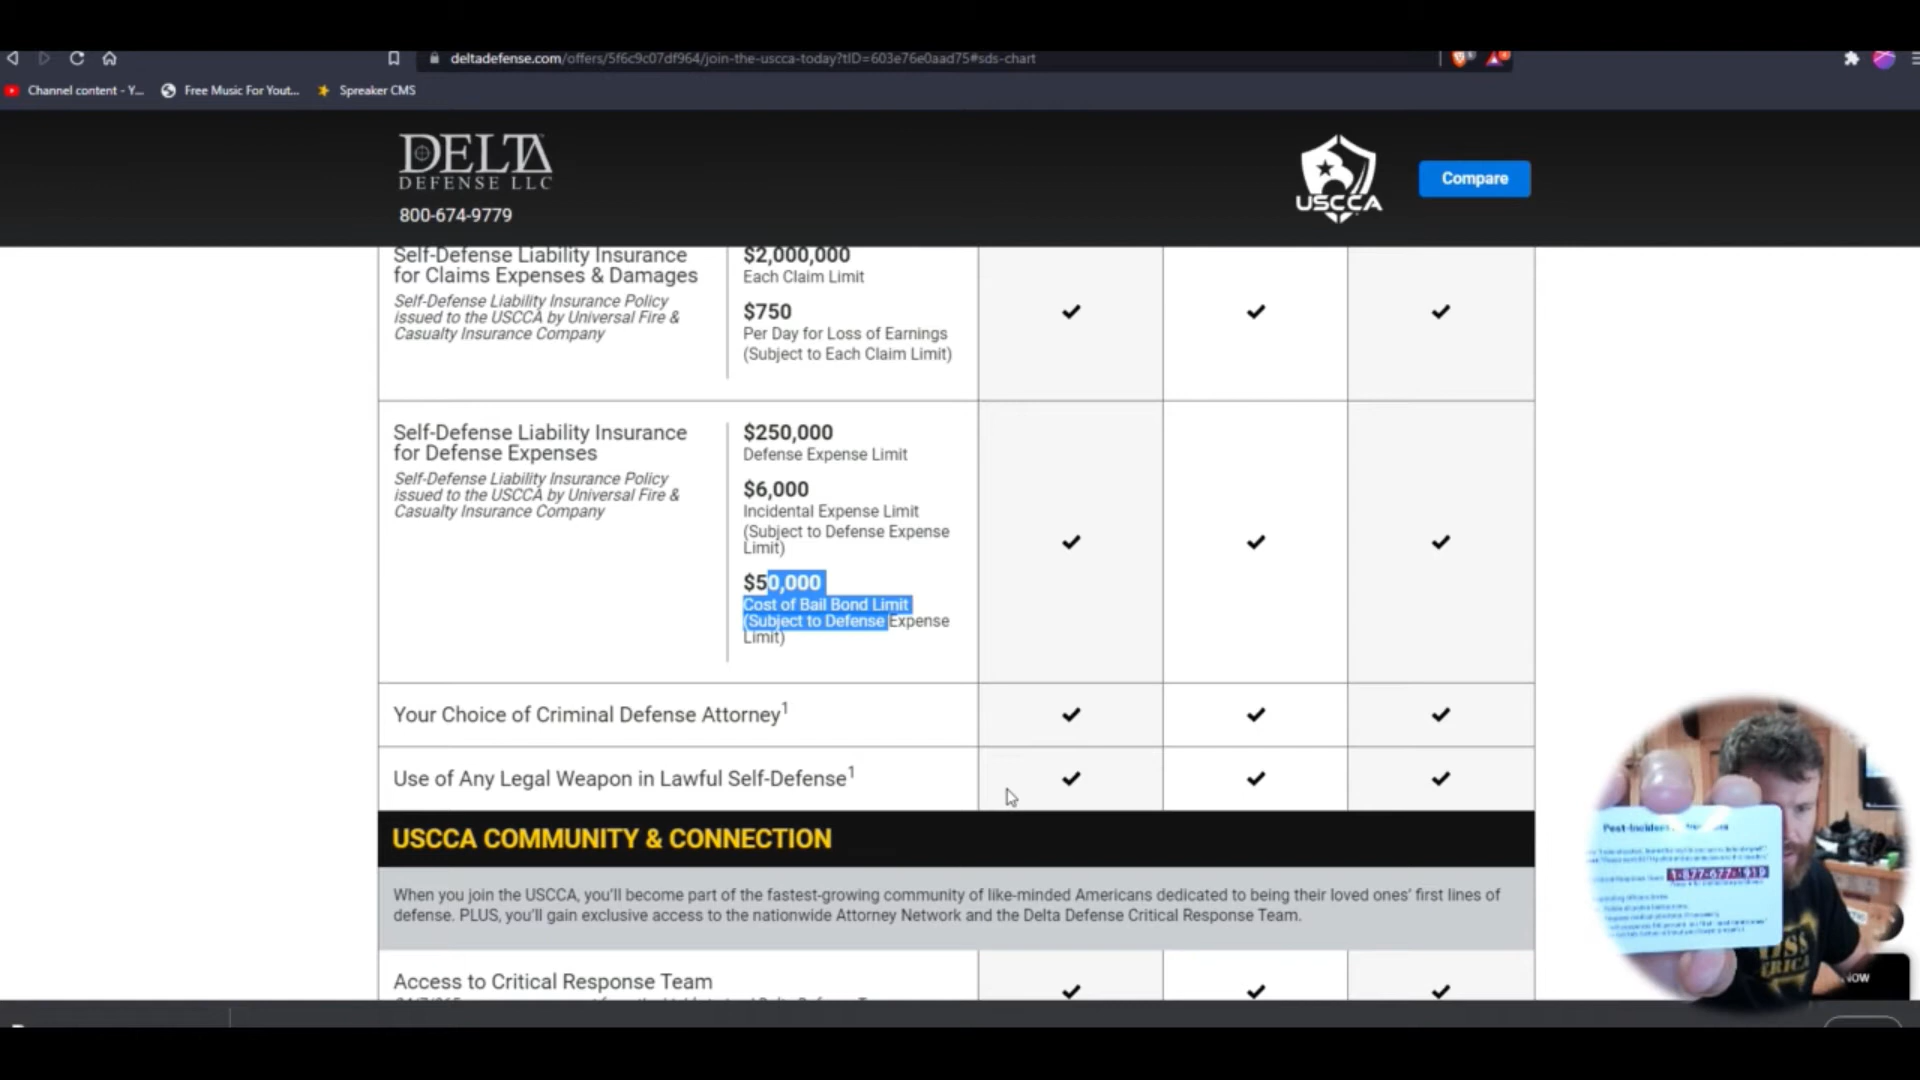 deltadefense.com/offers/5f6c9c07df964/join-the-uscca-today?tID=603e76e0aad75#sds-chart
Channel content - Y... Free Music For Yout... Spreaker CMS
DELTA
DEFENSE LLC
800-674-9779
USCCA
Compare
Self-Defense Liability Insurance
for Claims Expenses & Damages
Self-Defense Liability Insurance Policy
issued to the USCCA by Universal Fire &
Casualty Insurance Company
$2,000,000
Each Claim Limit
$750
Per Day for Loss of Earnings
(Subject to Each Claim Limit)
Self-Defense Liability Insurance
for Defense Expenses
Self-Defense Liability Insurance Policy
issued to the USCCA by Universal Fire &
Casualty Insurance Company
$250,000
Defense Expense Limit
$6,000
Incidental Expense Limit
(Subject to Defense Expense
Limit)
$50,000
Cost of Bail Bond Limit
(Subject to Defense Expense
Limit)
Your Choice of Criminal Defense Attorney1
Use of Any Legal Weapon in Lawful Self-Defense1
USCCA COMMUNITY & CONNECTION
When you join the USCCA, you'll become part of the fastest-growing community of like-minded Americans dedicated to being their loved ones' first lines of
defense. PLUS, you'll gain exclusive access to the nationwide Attorney Network and the Delta Defense Critical Response Team.
Access to Critical Response Team
1-877-677-1919
NOW